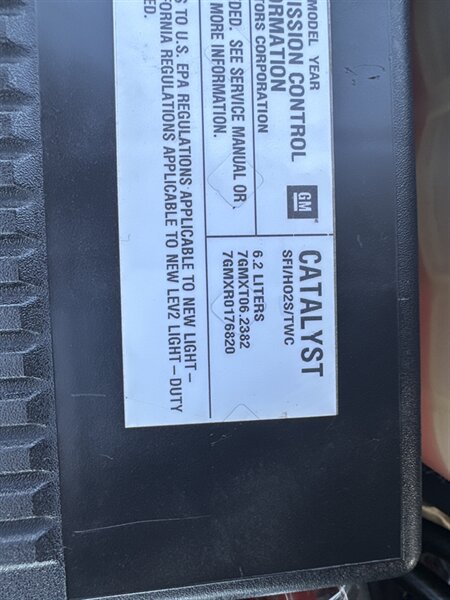 MODEL YEAR
ISSION CONTROL
FORMATION
TORS CORPORATION
GM
CATALYST
SFI/HO2S/TWC
DED. SEE SERVICE MANUAL OR
MORE INFORMATION.
6.2 LITERS
7GMXT06.2382
7GMXR0176820
S TO U.S. EPA REGULATIONS APPLICABLE TO NEW LIGHT–
FORNIA REGULATIONS APPLICABLE TO NEW LEV2 LIGHT–DUTY
ED.